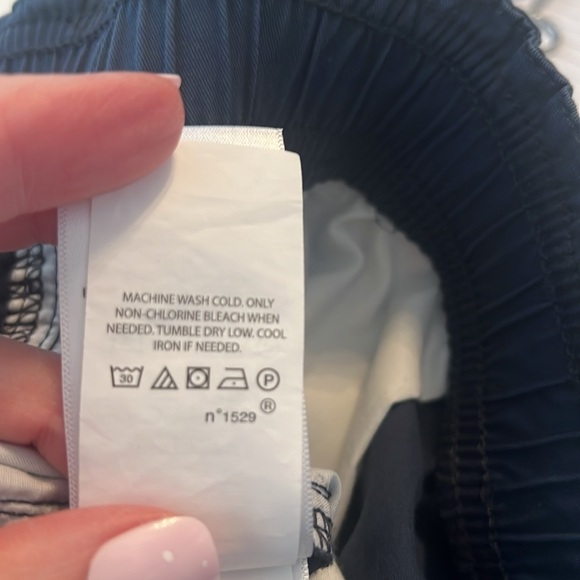 MACHINE WASH COLD. ONLY
NON-CHLORINE BLEACH WHEN
NEEDED. TUMBLE DRY LOW. COOL
IRON IF NEEDED.
30 P
n°1529 ®